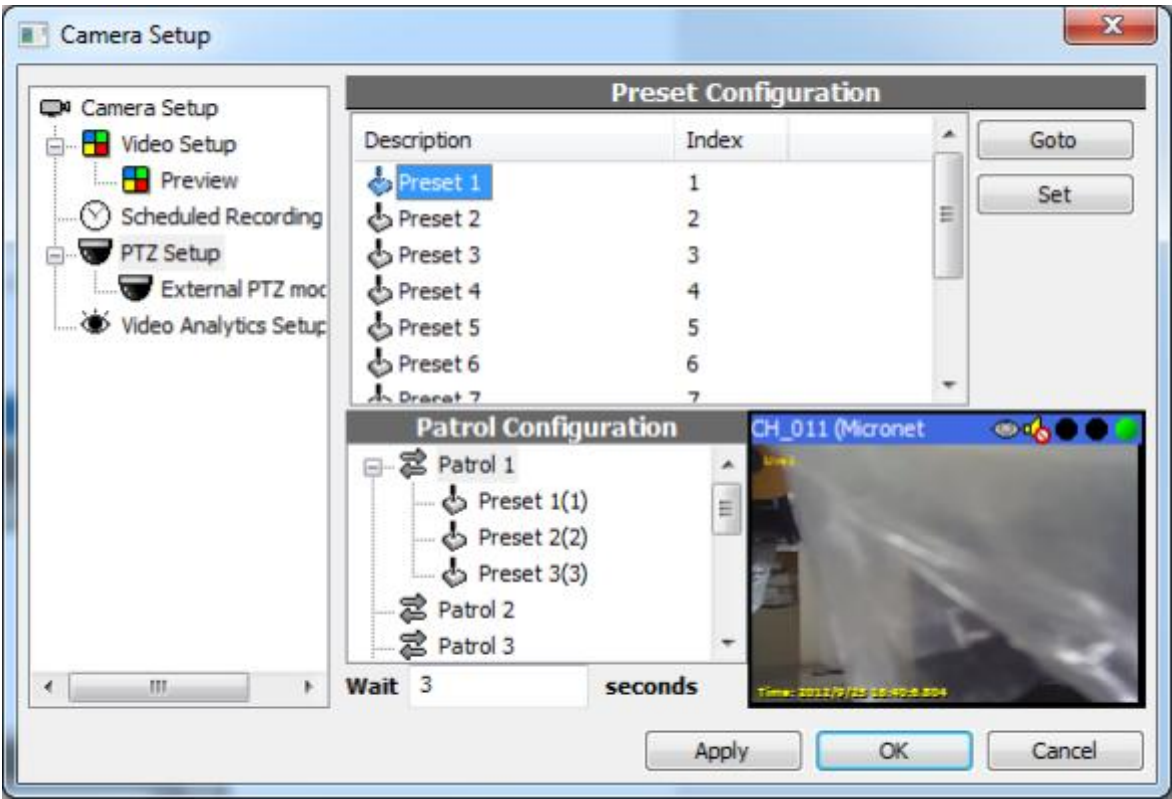 Camera Setup
Camera Setup
Video Setup
Preview
Scheduled Recording
PTZ Setup
External PTZ moc
Video Analytics Setup
Preset Configuration
Description Index
Preset 1 1
Preset 2 2
Preset 3 3
Preset 4 4
Preset 5 5
Preset 6 6
Preset 7 7
Goto
Set
Patrol Configuration
Patrol 1
Preset 1(1)
Preset 2(2)
Preset 3(3)
Patrol 2
Patrol 3
Wait 3 seconds
CH_011 (Micronet
Apply OK Cancel